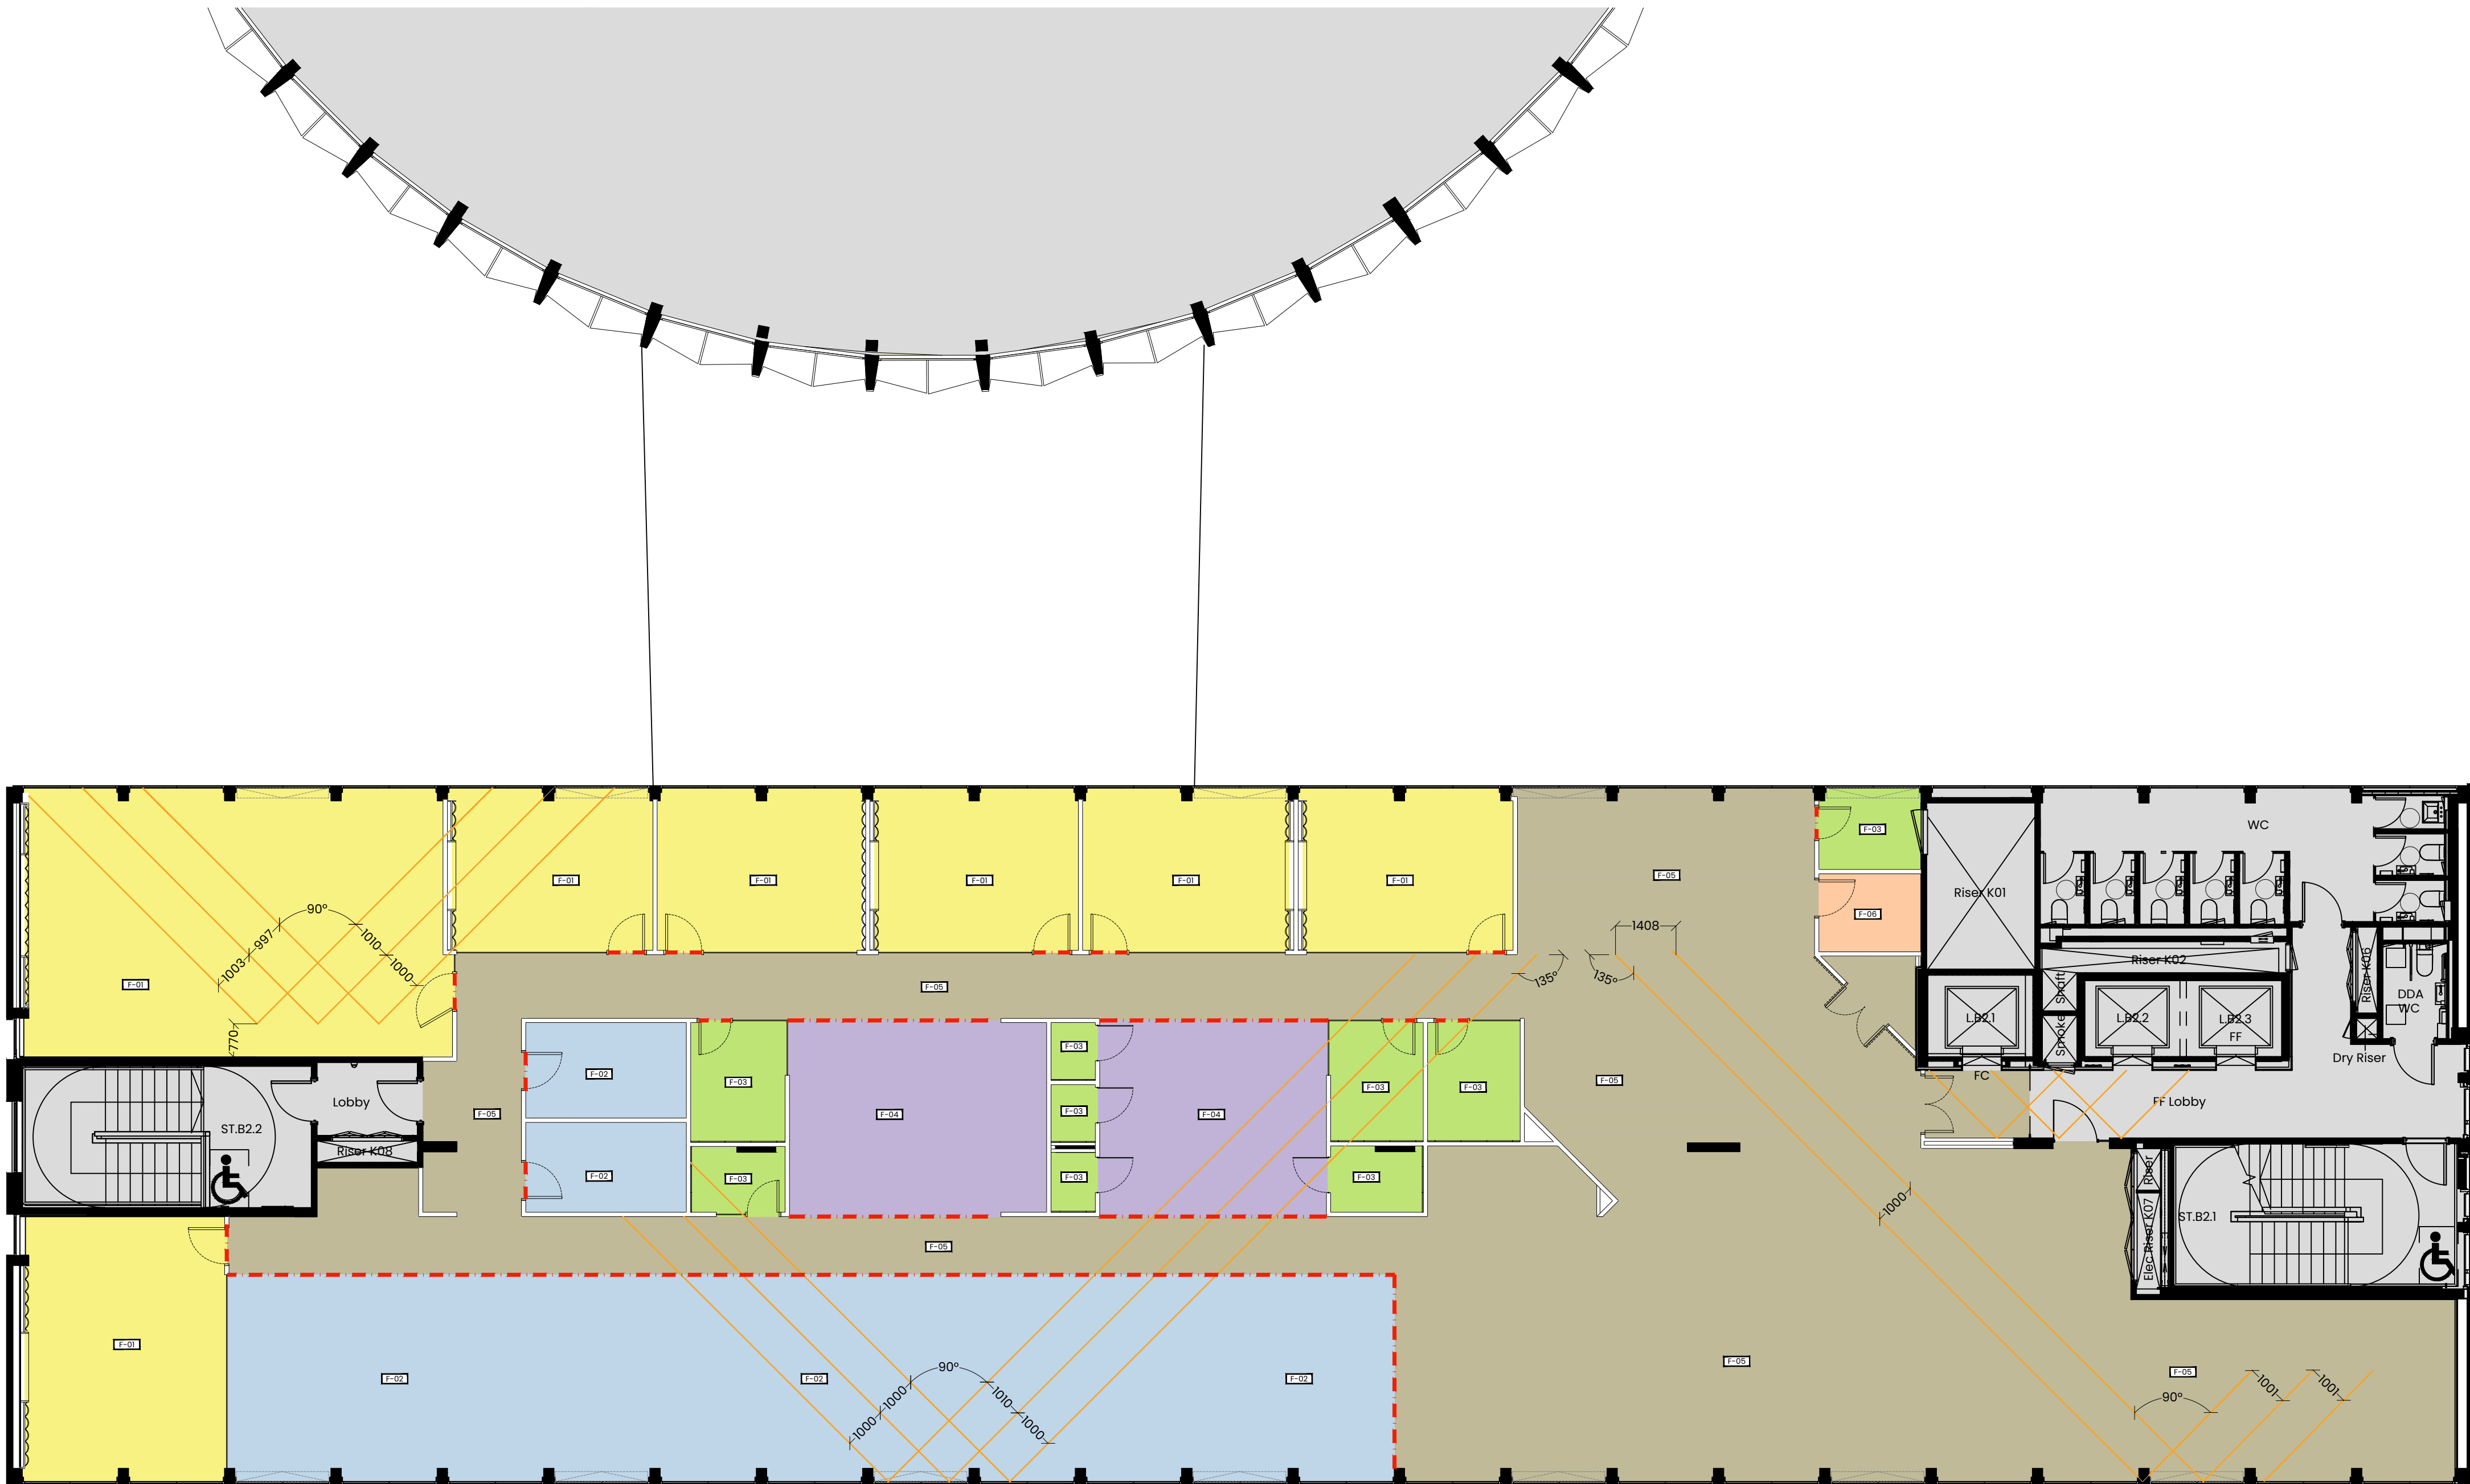 WC
F-03
F-01
F-01
F-01
F-01
F-01
F-05
Riser K01
90°
F-06
997
1010
1408
1003
1000
Riser K02
Riser K06
F-01
F-05
135°
135°
Shaft
DDA
WC
L.B2.1
L.B2.2
L.B2.3
FF
770
Smoke
F-03
Dry Riser
F-02
F-03
F-03
F-03
F-05
FC
Lobby
F-05
F-04
F-03
F-04
FF Lobby
ST.B2.2
Riser K08
F-02
F-03
F-03
F-03
Riser
1000
ST.B2.1
Elec Riser K07
F-05
F-01
F-05
90°
F-05
F-02
F-02
F-02
1000
1010
1001
1001
90°
1000
1000